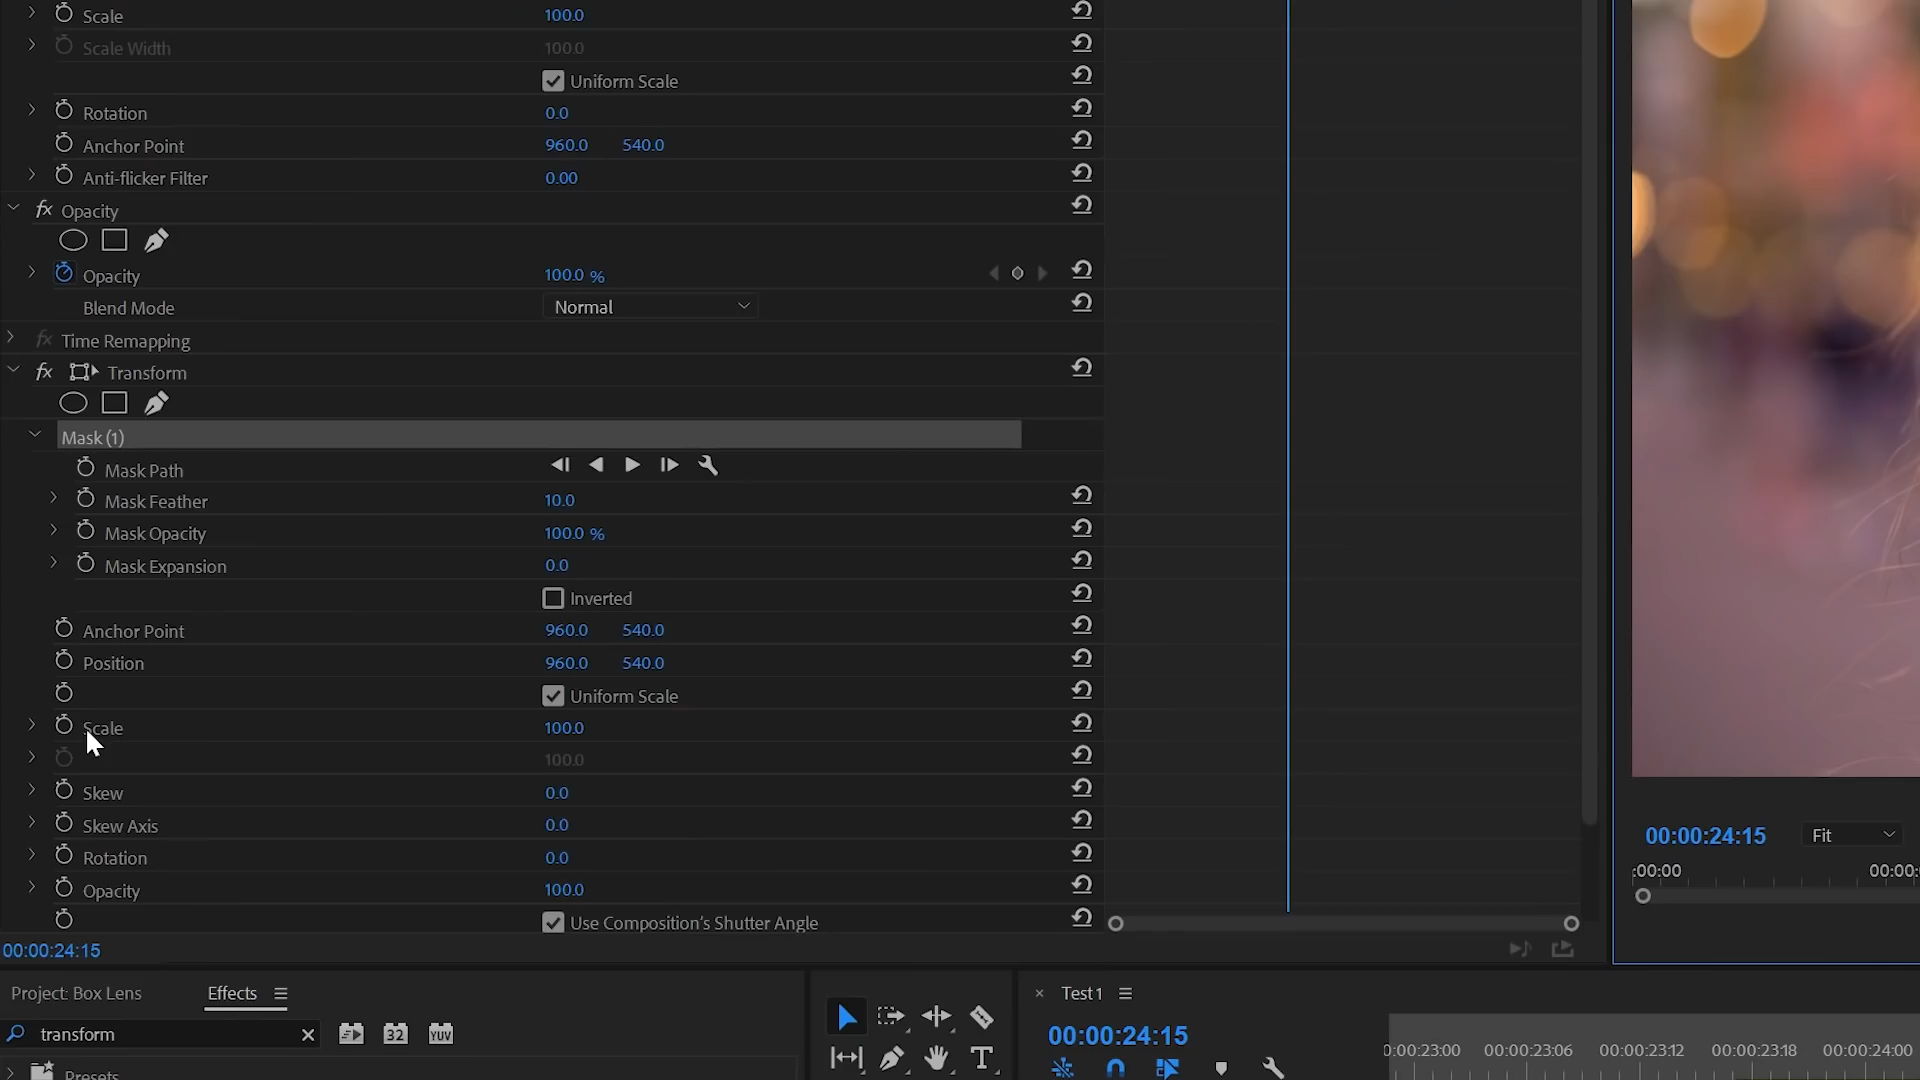 Scale 100.0
Scale Width 100.0
Uniform Scale
Rotation 0.0
Anchor Point 960.0 540.0
Anti-flicker Filter 0.00
fx Opacity
Opacity 100.0 %
Blend Mode Normal
fx Time Remapping
fx Transform
Mask (1)
Mask Path
Mask Feather 10.0
Mask Opacity 100.0 %
Mask Expansion 0.0
Inverted
Anchor Point 960.0 540.0
Position 960.0 540.0
Uniform Scale
Scale 100.0
100.0
Skew 0.0
Skew Axis 0.0
Rotation 0.0
Opacity 100.0
Use Composition's Shutter Angle
00:00:24:15
00:00:24:15 Fit
:00:00 00:00:
Project: Box Lens Effects
transform 32 YUV
Presets
Test1
00:00:24:15
0:00:23:00 00:00:23:06 00:00:23:12 00:00:23:18 00:00:24:00